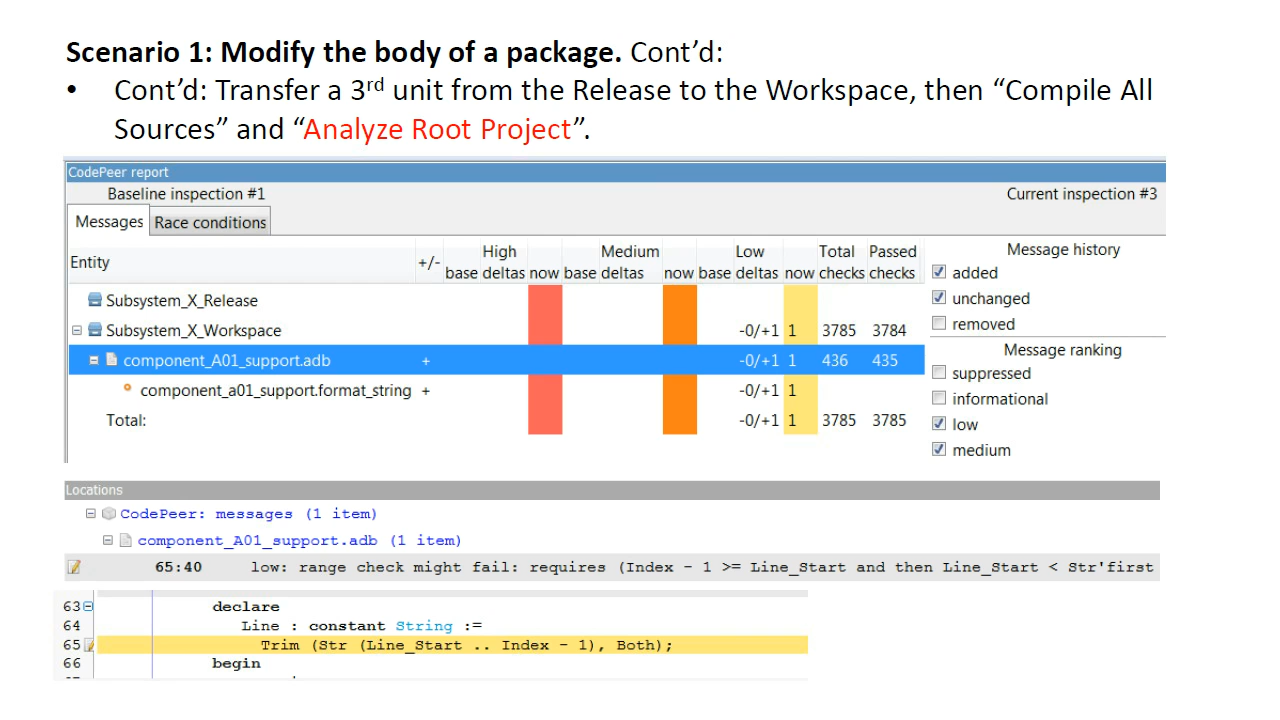 Scenario 1: Modify the body of a package. Cont’d:
• Cont’d: Transfer a 3rd unit from the Release to the Workspace, then “Compile All
Sources” and “Analyze Root Project”.
CodePeer report
Baseline inspection #1 Current inspection #3
Messages Race conditions
High Medium Low Total Passed
Entity +/- base deltas now base deltas now base deltas now checks checks
Subsystem_X_Release
Subsystem_X_Workspace -0/+1 1 3785 3784
component_A01_support.adb + -0/+1 1 436 435
component_a01_support.format_string + -0/+1 1
Total: -0/+1 1 3785 3785
Message history
added
unchanged
removed
Message ranking
suppressed
informational
low
medium
Locations
CodePeer: messages (1 item)
component_A01_support.adb (1 item)
65:40 low: range check might fail: requires (Index - 1 >= Line_Start and then Line_Start < Str'first
63 declare
64 Line : constant String :=
65 Trim (Str (Line_Start .. Index - 1), Both);
66 begin